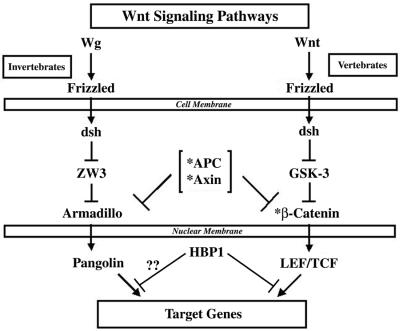 Wnt Signaling Pathways
Wg
Wnt
Invertebrates
Vertebrates
Frizzled
Frizzled
Cell Membrane
dsh
dsh
ZW3
*APC
*Axin
GSK-3
Armadillo
*β-Catenin
Nuclear Membrane
Pangolin
??
HBP1
LEF/TCF
Target Genes